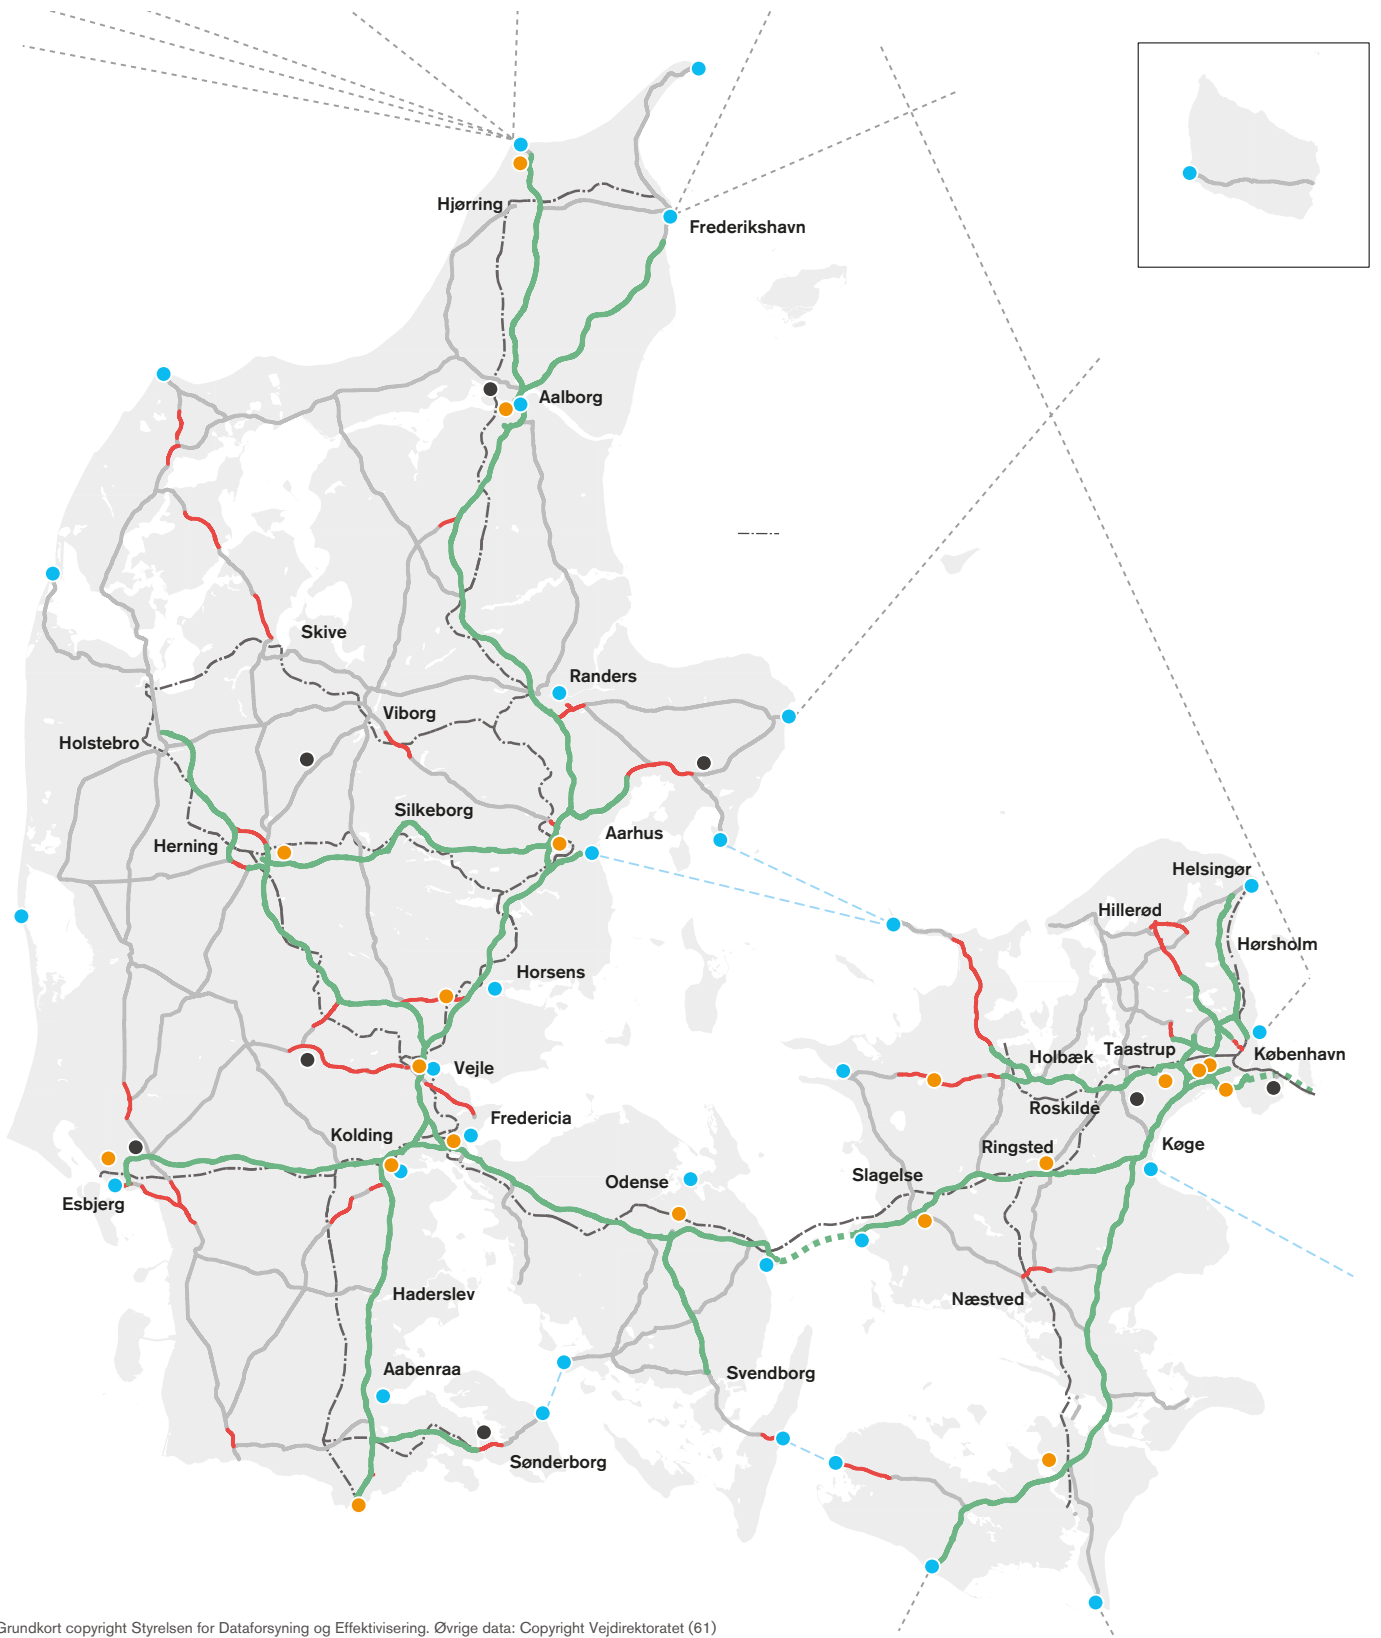 Hjørring
Frederikshavn
Aalborg
Skive
Randers
Viborg
Holstebro
Silkeborg
Herning
Aarhus
Helsingør
Hillerød
Hørsholm
Horsens
Holbæk
Taastrup
København
Vejle
Roskilde
Fredericia
Kolding
Ringsted
Køge
Slagelse
Odense
Esbjerg
Haderslev
Næstved
Aabenraa
Svendborg
Sønderborg
Grundkort copyright Styrelsen for Dataforsyning og Effektivisering. Øvrige data: Copyright Vejdirektoratet (61)